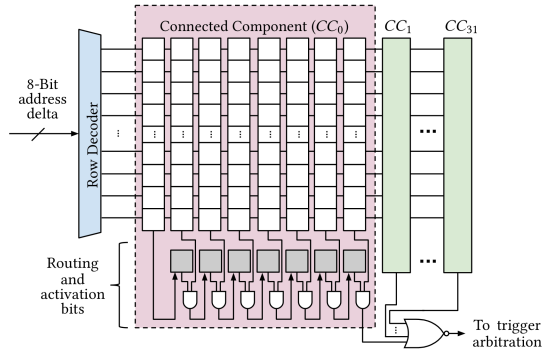 Connected Component (CC₀)
CC₁
CC₃₁
8-Bit
address
delta
Row Decoder
...
...
...
...
Routing
and
activation
bits
...
To trigger
arbitration